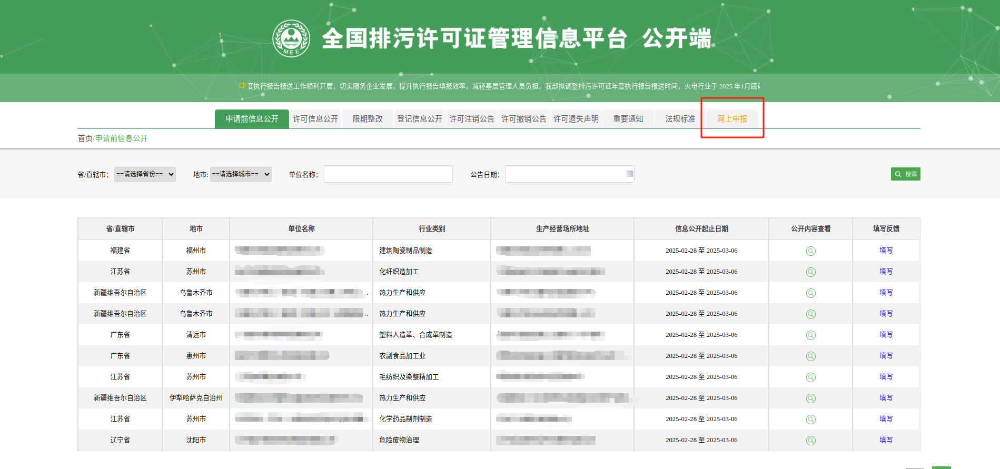 MEE
全国排污许可证管理信息平台 公开端
执行报告报送工作顺利开展，切实服务企业发展，提升执行报告填报效率，减轻基层管理人员负担，我部拟调整排污许可证年度执行报告报送时间，火电行业于 2025 年1月底
申请前信息公开 许可信息公开 限期整改 登记信息公开 许可注销公告 许可撤销公告 许可遗失声明 重要通知 法规标准 网上申报
首页/申请前信息公开
省/直辖市： ==请选择省份== 地市: ==请选择城市== 单位名称： 公告日期： 搜索
省/直辖市 地市 单位名称 行业类别 生产经营场所地址 信息公开起止日期 公开内容查看 填写反馈
福建省 福州市 建筑陶瓷制品制造 2025-02-28 至 2025-03-06 填写
江苏省 苏州市 化纤织造加工 2025-02-28 至 2025-03-06 填写
新疆维吾尔自治区 乌鲁木齐市 热力生产和供应 2025-02-28 至 2025-03-06 填写
新疆维吾尔自治区 乌鲁木齐市 热力生产和供应 2025-02-28 至 2025-03-06 填写
广东省 清远市 塑料人造革、合成革制造 2025-02-28 至 2025-03-06 填写
广东省 惠州市 农副食品加工业 2025-02-28 至 2025-03-06 填写
江苏省 苏州市 毛纺织及染整精加工 2025-02-28 至 2025-03-06 填写
新疆维吾尔自治区 伊犁哈萨克自治州 热力生产和供应 2025-02-28 至 2025-03-06 填写
江苏省 苏州市 化学药品制剂制造 2025-02-28 至 2025-03-06 填写
辽宁省 沈阳市 危险废物治理 2025-02-28 至 2025-03-06 填写